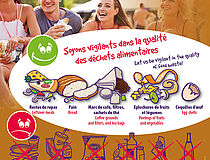 Soyons vigilants dans la qualité
des déchets alimentaires
Let us be vigilant in the quality
of food waste!
Restes de repas
Leftover meals
Pain
Bread
Marc de café, filtres,
sachets de thé
Coffee grounds
and filters, and tea bags
Épluchures de fruits
et légumes
Peelings of fruits
and vegetables
Coquilles d'œuf
Egg shells